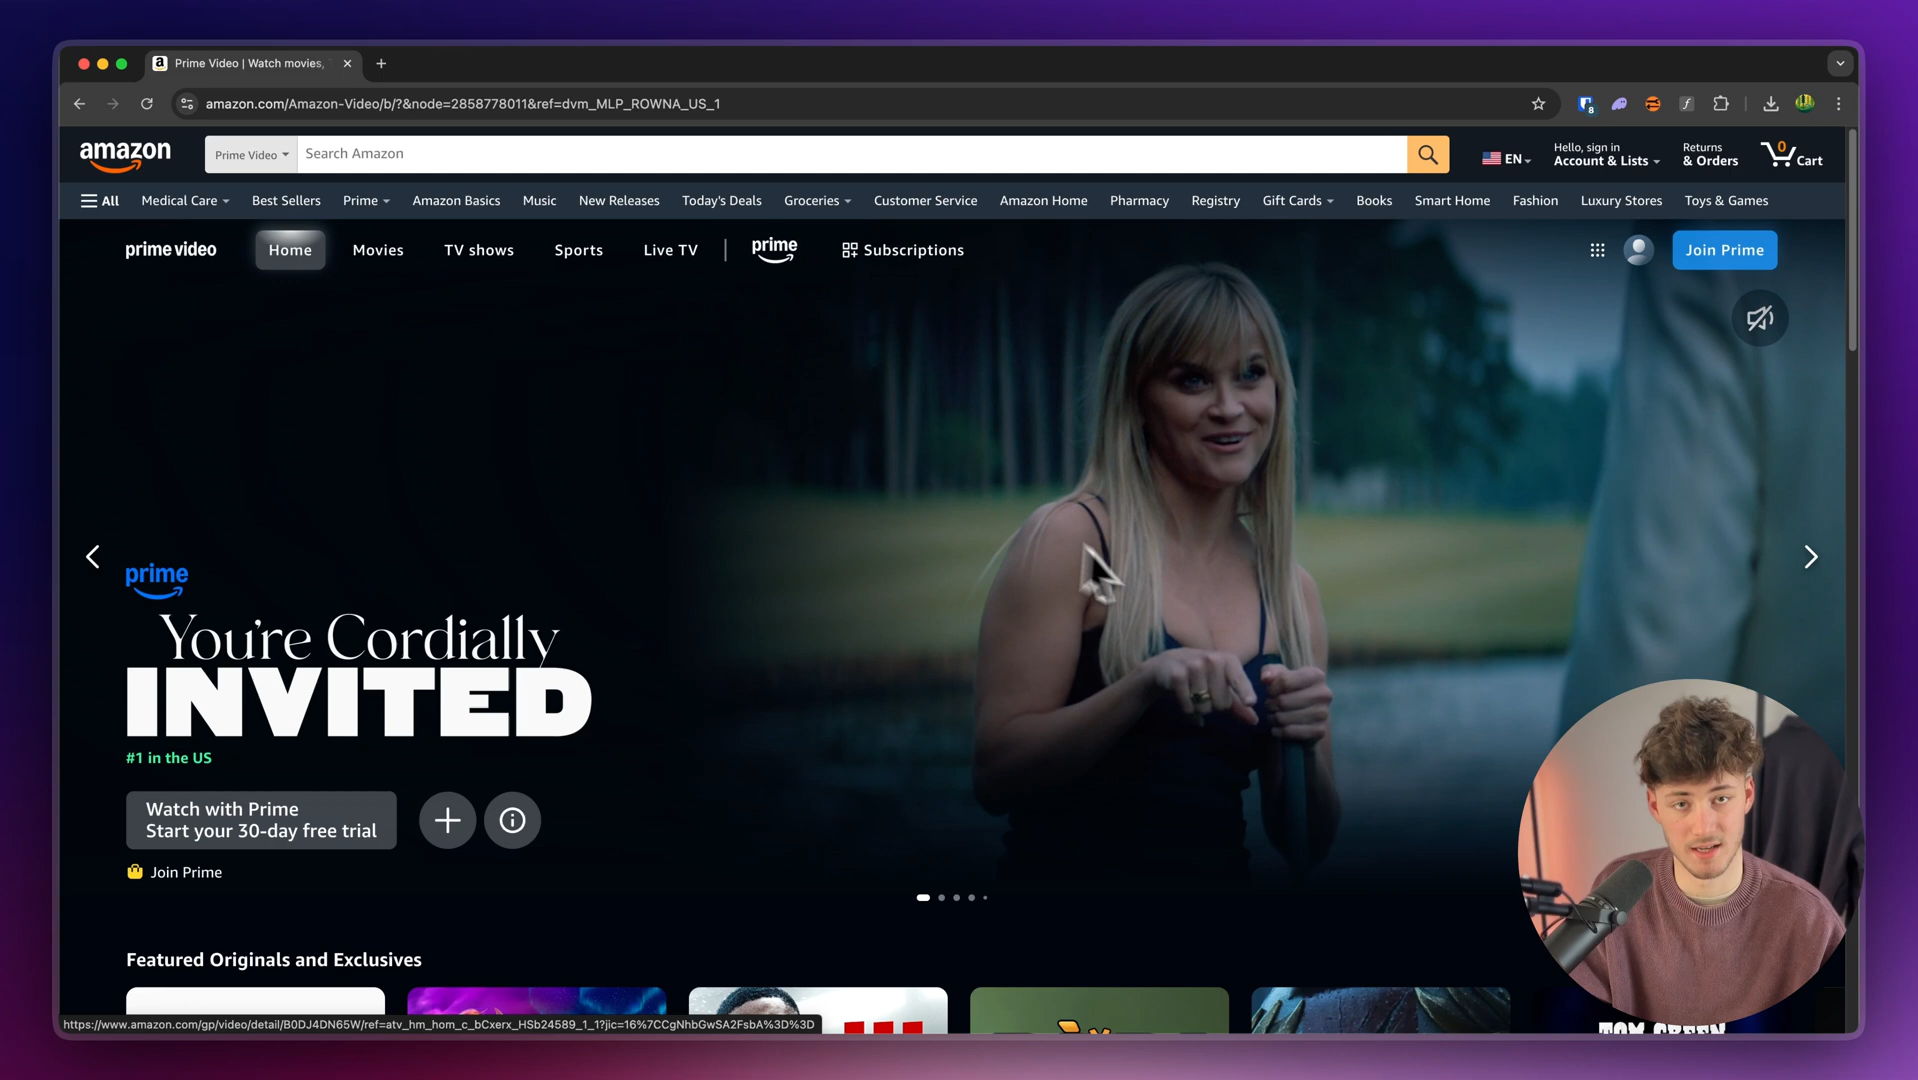 Prime Video | Watch movies,
amazon.com/Amazon-Video/b/?&node=2858778011&ref=dvm_MLP_ROWNA_US_1
8
amazon
Prime Video
Search Amazon
EN
Hello, sign in
Account & Lists
Returns
& Orders
0
Cart
All
Medical Care
Best Sellers
Prime
Amazon Basics
Music
New Releases
Today's Deals
Groceries
Customer Service
Amazon Home
Pharmacy
Registry
Gift Cards
Books
Smart Home
Fashion
Luxury Stores
Toys & Games
prime video
Home
Movies
TV shows
Sports
Live TV
prime
Subscriptions
Join Prime
prime
You're Cordially
INVITED
#1 in the US
Watch with Prime
Start your 30-day free trial
Join Prime
Featured Originals and Exclusives
https://www.amazon.com/gp/video/detail/B0DJ4DN65W/ref=atv_hm_hom_c_bCxerx_HSb24589_1_1?jic=16%7CCgNhbGwSA2FsbA%3D%3D
TOM GREEN